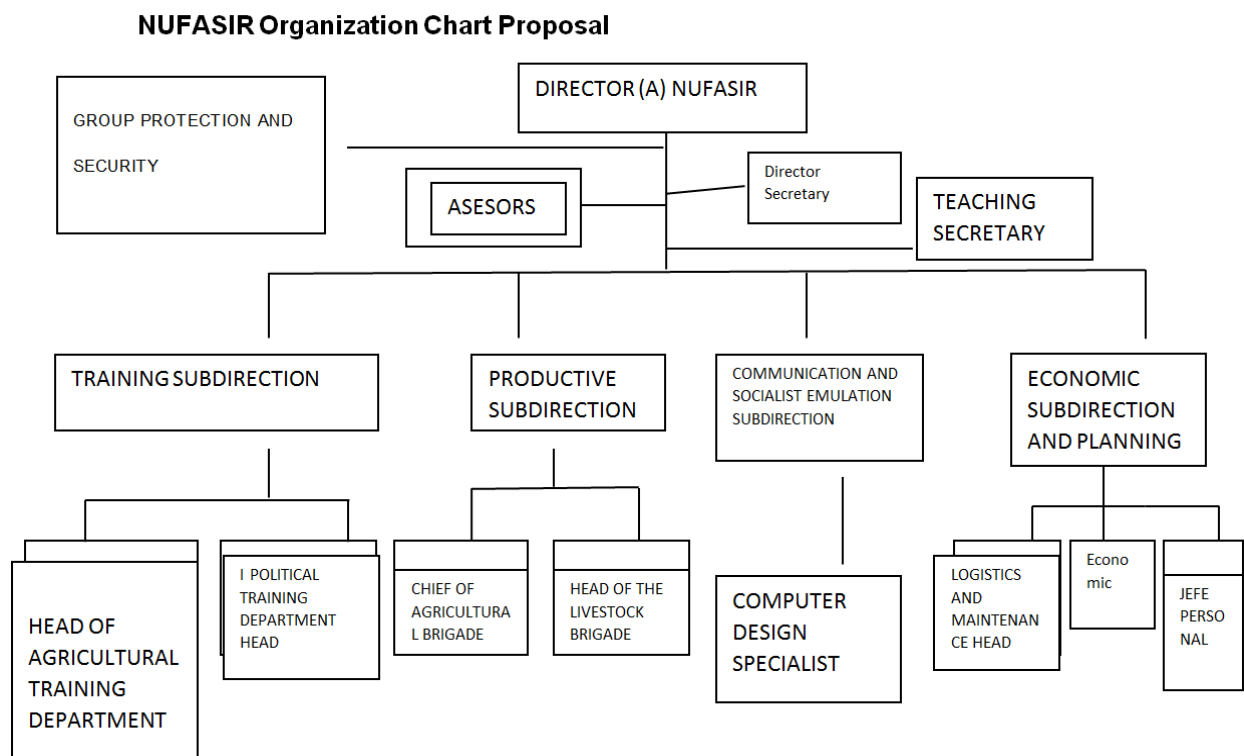 NUFASIR Organization Chart Proposal
DIRECTOR (A) NUFASIR
GROUP PROTECTION AND
SECURITY
Director
Secretary
ASESORS
TEACHING
SECRETARY
TRAINING SUBDIRECTION
PRODUCTIVE
SUBDIRECTION
COMMUNICATION AND
SOCIALIST EMULATION
SUBDIRECTION
ECONOMIC
SUBDIRECTION
AND PLANNING
HEAD OF
AGRICULTURAL
TRAINING
DEPARTMENT
I POLITICAL
TRAINING
DEPARTMENT
HEAD
CHIEF OF
AGRICULTURA
L BRIGADE
HEAD OF THE
LIVESTOCK
BRIGADE
COMPUTER
DESIGN
SPECIALIST
LOGISTICS
AND
MAINTENAN
CE HEAD
Econo
mic
JEFE
PERSO
NAL